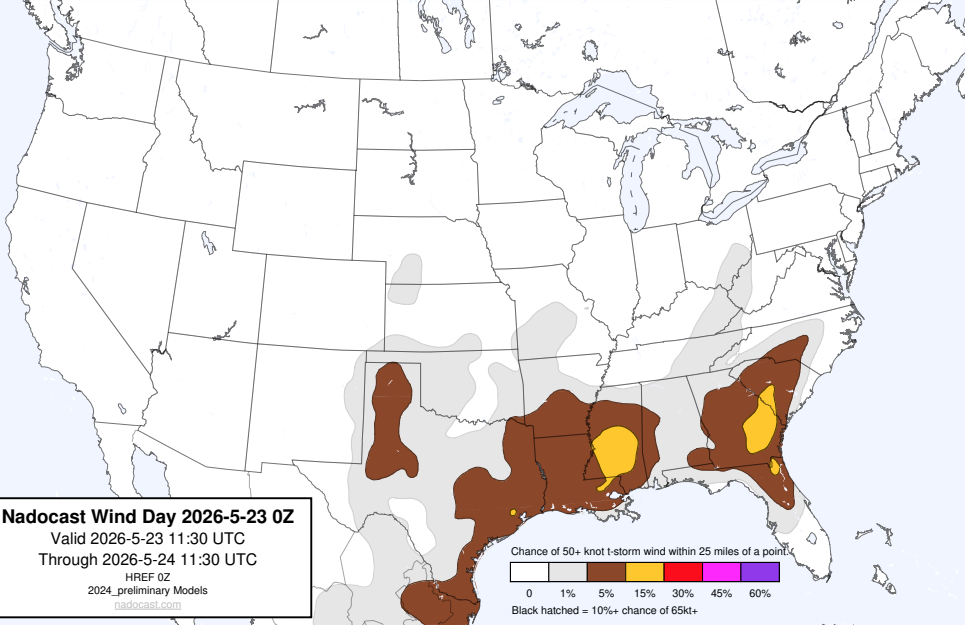 Nadocast Wind Day 2026-5-23 0Z
Valid 2026-5-23 11:30 UTC
Through 2026-5-24 11:30 UTC
HREF 0Z
2024_preliminary Models
nadocast.com
Chance of 50+ knot t-storm wind within 25 miles of a point.
0 1% 5% 15% 30% 45% 60%
Black hatched = 10%+ chance of 65kt+